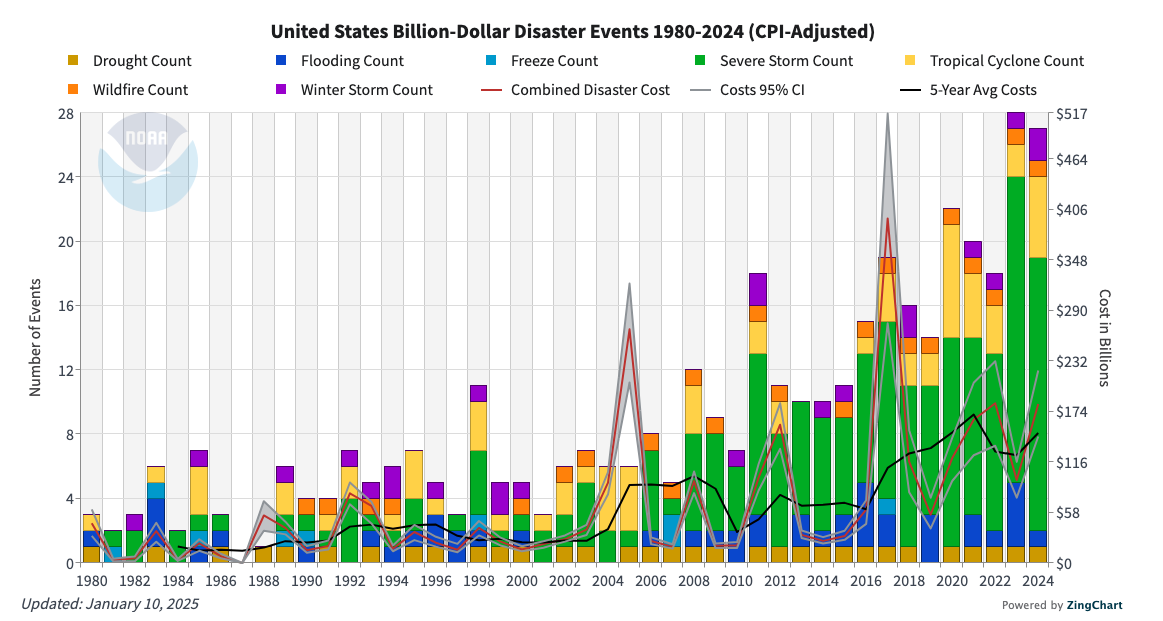 United States Billion-Dollar Disaster Events 1980-2024 (CPI-Adjusted)
Drought Count Flooding Count Freeze Count Severe Storm Count Tropical Cyclone Count
Wildfire Count Winter Storm Count Combined Disaster Cost Costs 95% CI 5-Year Avg Costs
NOAA
Number of Events
28
24
20
16
12
8
4
0
$517
$464
$406
$348
$290
$232
$174
$116
$58
$0
Cost in Billions
1980 1982 1984 1986 1988 1990 1992 1994 1996 1998 2000 2002 2004 2006 2008 2010 2012 2014 2016 2018 2020 2022 2024
Updated: January 10, 2025
Powered by ZingChart